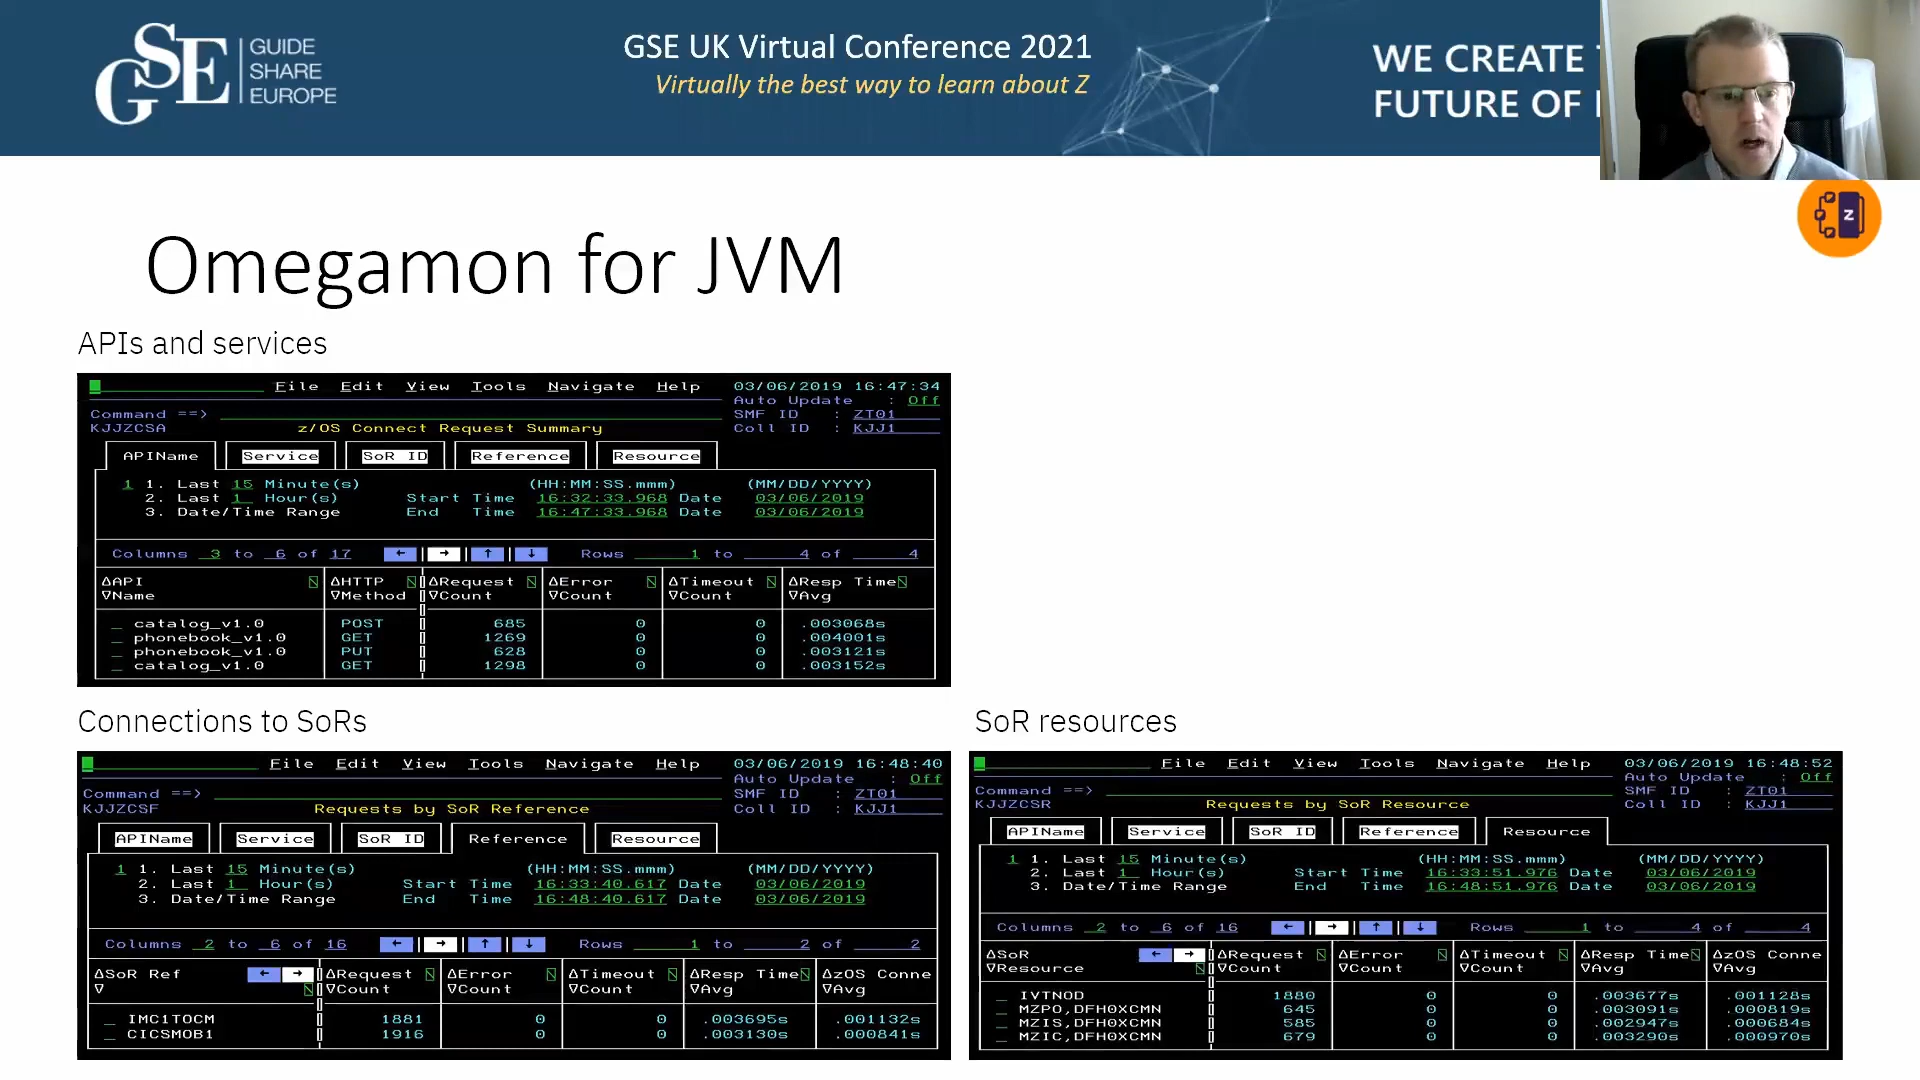 GSE
GUIDE
SHARE
EUROPE
GSE UK Virtual Conference 2021
Virtually the best way to learn about Z
WE CREATE
FUTURE OF
Z
Omegamon for JVM
APIs and services
File Edit View Tools Navigate Help 03/06/2019 16:47:34
Auto Update : Off
Command ==> SMF ID : ZT01
KJJZCSA z/OS Connect Request Summary Coll ID : KJJ1
APIName Service SoR ID Reference Resource
1 1. Last 15 Minute(s) (HH:MM:SS.mmm) (MM/DD/YYYY)
2. Last 1 Hour(s) Start Time 16:32:33.968 Date 03/06/2019
3. Date/Time Range End Time 16:47:33.968 Date 03/06/2019
Columns 3 to 6 of 17 ← → ↑ ↓ Rows 1 to 4 of 4
ΔAPI ΔHTTP ΔRequest ΔError ΔTimeout ΔResp Time
∇Name ∇Method ∇Count ∇Count ∇Count ∇Avg
_ catalog_v1.0 POST 685 0 0 .003068s
_ phonebook_v1.0 GET 1269 0 0 .004001s
_ phonebook_v1.0 PUT 628 0 0 .003121s
_ catalog_v1.0 GET 1298 0 0 .003152s
Connections to SoRs
File Edit View Tools Navigate Help 03/06/2019 16:48:40
Auto Update : Off
Command ==> SMF ID : ZT01
KJJZCSF Requests by SoR Reference Coll ID : KJJ1
APIName Service SoR ID Reference Resource
1 1. Last 15 Minute(s) (HH:MM:SS.mmm) (MM/DD/YYYY)
2. Last 1 Hour(s) Start Time 16:33:40.617 Date 03/06/2019
3. Date/Time Range End Time 16:48:40.617 Date 03/06/2019
Columns 2 to 6 of 16 ← → ↑ ↓ Rows 1 to 2 of 2
ΔSoR Ref ← → ΔRequest ΔError ΔTimeout ΔResp Time ΔzOS Conne
∇ ∇Count ∇Count ∇Count ∇Avg ∇Avg
_ IMC1TOCM 1881 0 0 .003695s .001132s
_ CICSMOB1 1916 0 0 .003130s .000841s
SoR resources
File Edit View Tools Navigate Help 03/06/2019 16:48:52
Auto Update : Off
Command ==> SMF ID : ZT01
KJJZCSR Requests by SoR Resource Coll ID : KJJ1
APIName Service SoR ID Reference Resource
1 1. Last 15 Minute(s) (HH:MM:SS.mmm) (MM/DD/YYYY)
2. Last 1 Hour(s) Start Time 16:33:51.976 Date 03/06/2019
3. Date/Time Range End Time 16:48:51.976 Date 03/06/2019
Columns 2 to 6 of 16 ← → ↑ ↓ Rows 1 to 4 of 4
ΔSoR ← → ΔRequest ΔError ΔTimeout ΔResp Time ΔzOS Conne
∇Resource ∇Count ∇Count ∇Count ∇Avg ∇Avg
_ IVTNOD 1880 0 0 .003677s .001128s
_ MZPO,DFH0XCMN 645 0 0 .003091s .000819s
_ MZIS,DFH0XCMN 585 0 0 .002947s .000684s
_ MZIC,DFH0XCMN 679 0 0 .003290s .000970s